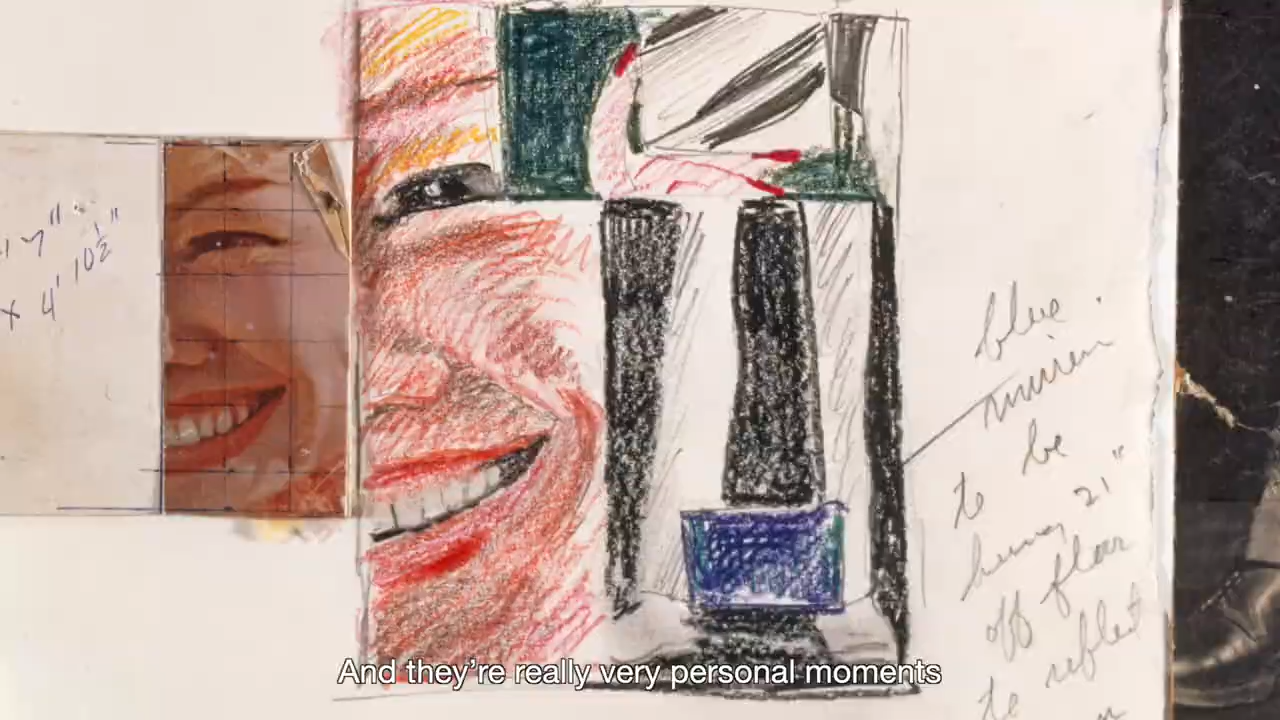 1' 7"
x 4' 10½"
blue
mirror
to be
hung 21"
off floor
to reflect
And they're really very personal moments